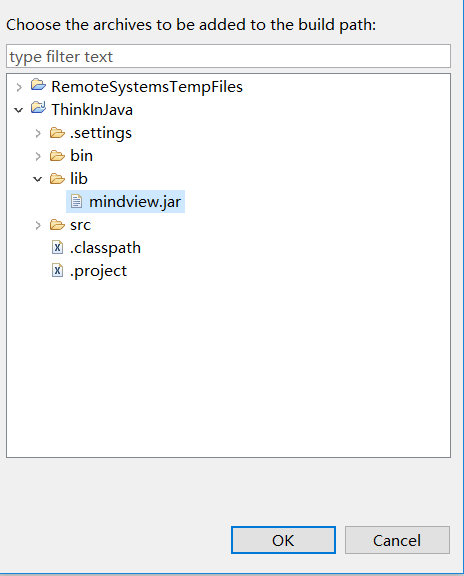 Choose the archives to be added to the build path:
type filter text
RemoteSystemsTempFiles
ThinkInJava
.settings
bin
lib
mindview.jar
src
.classpath
.project
OK
Cancel